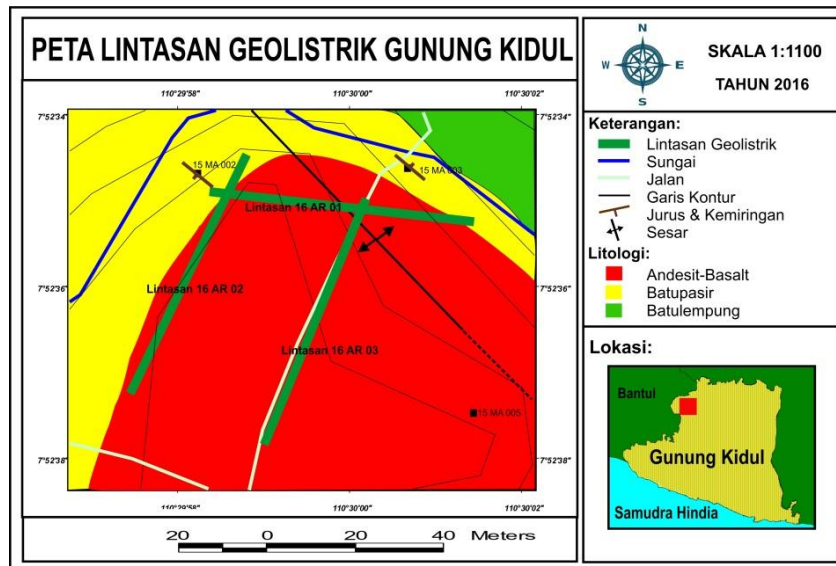 PETA LINTASAN GEOLISTRIK GUNUNG KIDUL
N
W E
S
SKALA 1:1100
TAHUN 2016
110°29'58" 110°30'00" 110°30'02"
7°52'34" 7°52'34"
15 MA 002
15 MA 003
Lintasan 16 AR 01
Lintasan 16 AR 02
7°52'36" 7°52'36"
Lintasan 16 AR 03
15 MA 005
7°52'38" 7°52'38"
110°29'58" 110°30'00" 110°30'02"
20 0 20 40 Meters
Keterangan:
Lintasan Geolistrik
Sungai
Jalan
Garis Kontur
Jurus & Kemiringan
Sesar
Litologi:
Andesit-Basalt
Batupasir
Batulempung
Lokasi:
Bantul
Gunung Kidul
Samudra Hindia